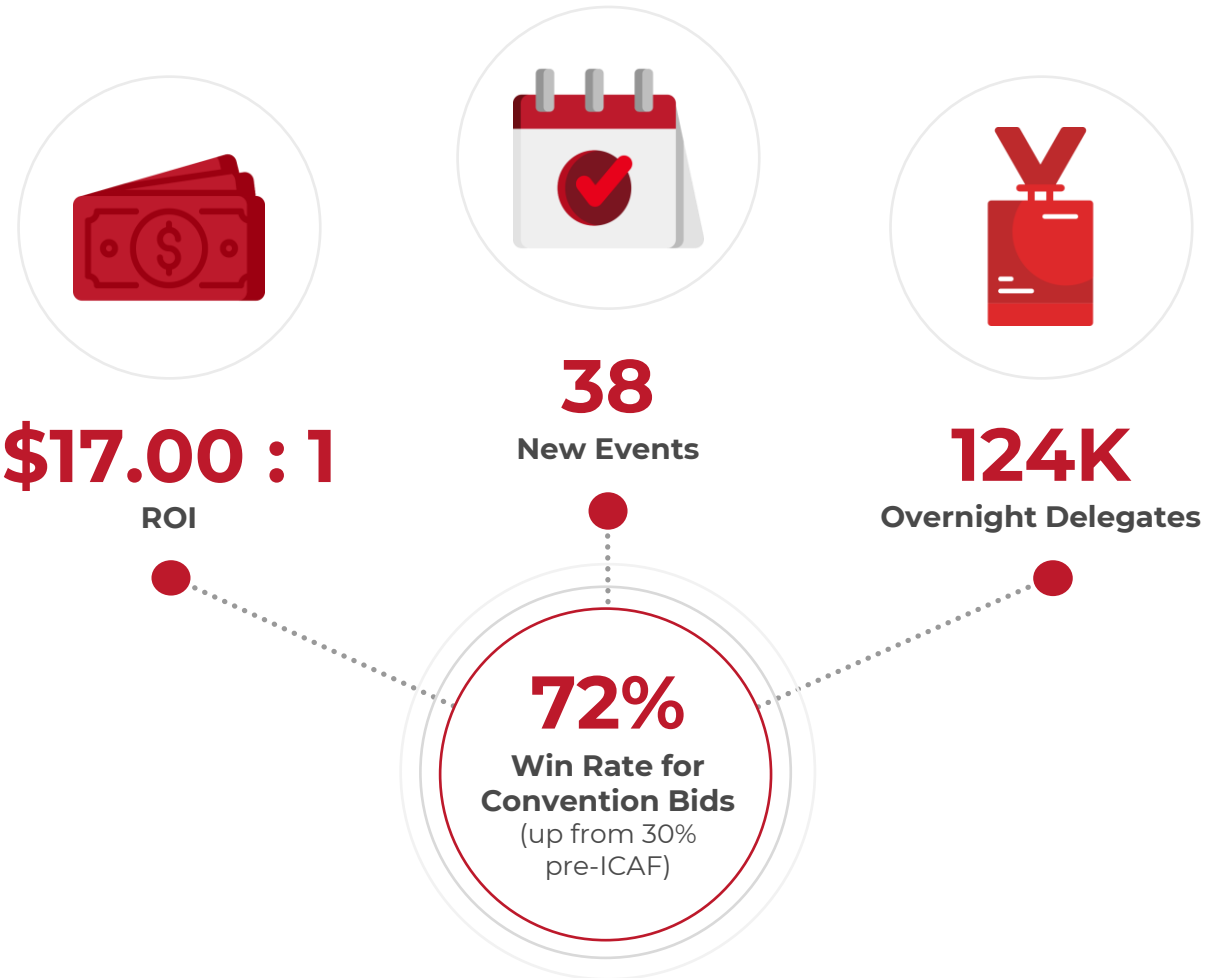 $17.00 : 1
ROI
38
New Events
124K
Overnight Delegates
72%
Win Rate for
Convention Bids
(up from 30%
pre-ICAF)